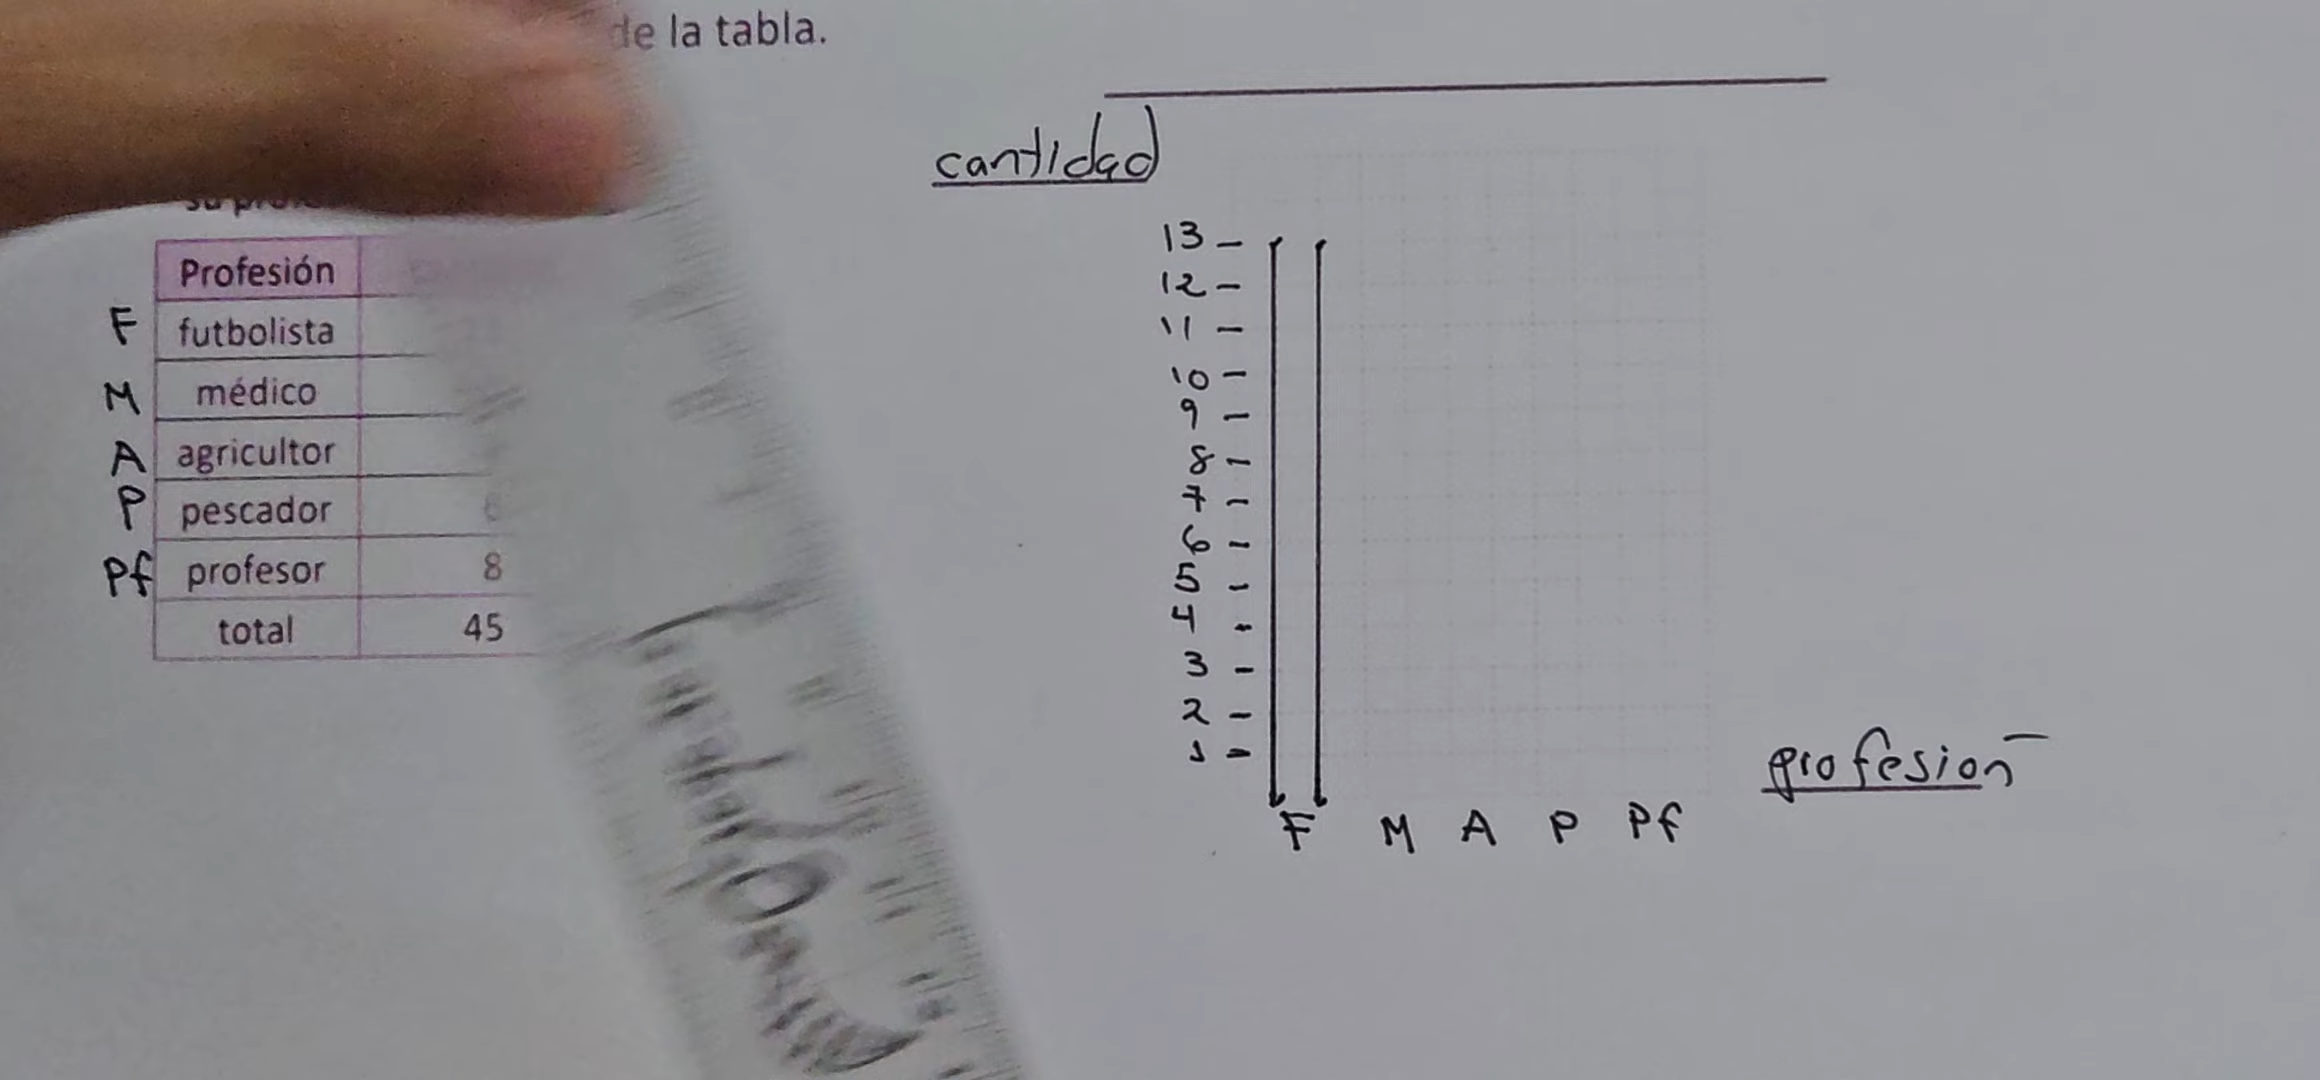 de la tabla.
cantidad
Profesión
F futbolista
M médico
A agricultor
P pescador
Pf profesor 8
total 45
13
12
11
10
9
8
7
6
5
4
3
2
1
profesion
F M A P Pf